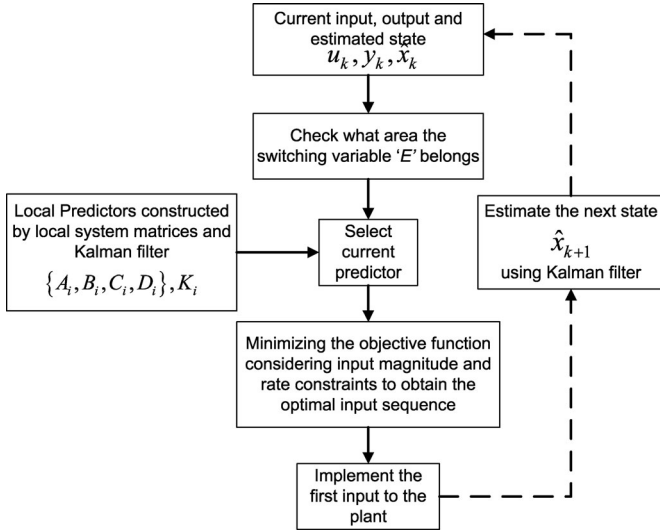 Current input, output and
estimated state
u_k, y_k, x̂_k
Check what area the
switching variable 'E' belongs
Local Predictors constructed
by local system matrices and
Kalman filter
{A_i, B_i, C_i, D_i}, K_i
Select
current
predictor
Estimate the next state
x̂_{k+1}
using Kalman filter
Minimizing the objective function
considering input magnitude and
rate constraints to obtain the
optimal input sequence
Implement the
first input to the
plant